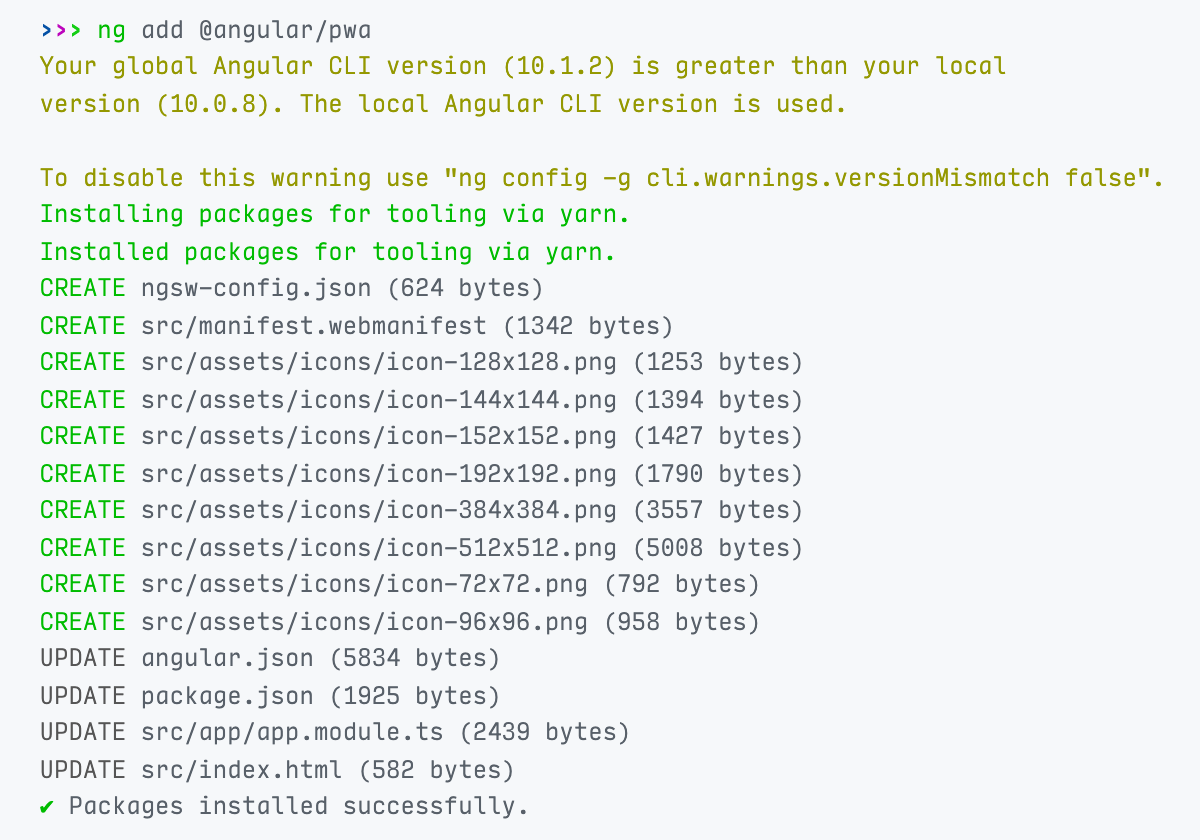 >>> ng add @angular/pwa
Your global Angular CLI version (10.1.2) is greater than your local
version (10.0.8). The local Angular CLI version is used.

To disable this warning use "ng config -g cli.warnings.versionMismatch false".
Installing packages for tooling via yarn.
Installed packages for tooling via yarn.
CREATE ngsw-config.json (624 bytes)
CREATE src/manifest.webmanifest (1342 bytes)
CREATE src/assets/icons/icon-128x128.png (1253 bytes)
CREATE src/assets/icons/icon-144x144.png (1394 bytes)
CREATE src/assets/icons/icon-152x152.png (1427 bytes)
CREATE src/assets/icons/icon-192x192.png (1790 bytes)
CREATE src/assets/icons/icon-384x384.png (3557 bytes)
CREATE src/assets/icons/icon-512x512.png (5008 bytes)
CREATE src/assets/icons/icon-72x72.png (792 bytes)
CREATE src/assets/icons/icon-96x96.png (958 bytes)
UPDATE angular.json (5834 bytes)
UPDATE package.json (1925 bytes)
UPDATE src/app/app.module.ts (2439 bytes)
UPDATE src/index.html (582 bytes)
✔ Packages installed successfully.